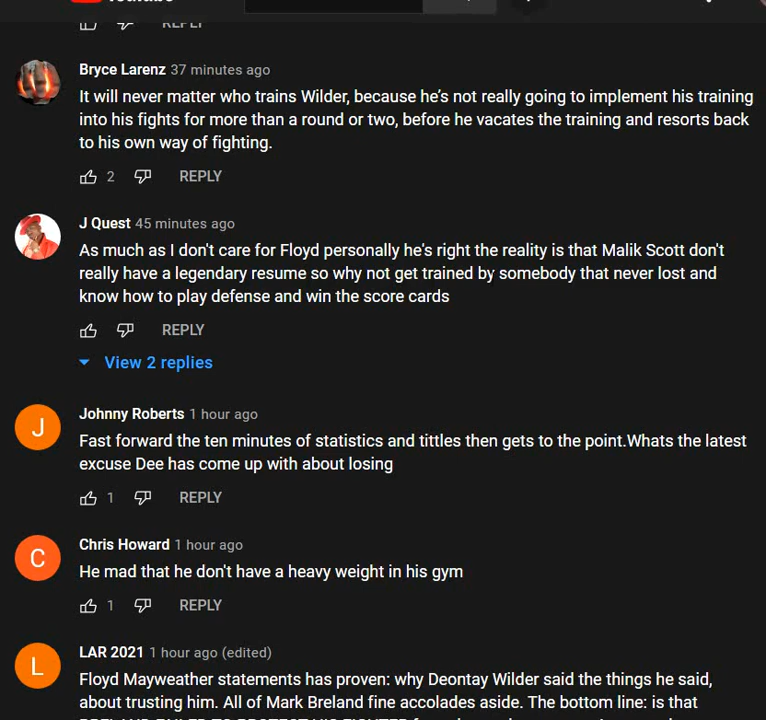 REPLY
Bryce Larenz 37 minutes ago
It will never matter who trains Wilder, because he's not really going to implement his training
into his fights for more than a round or two, before he vacates the training and resorts back
to his own way of fighting.
2 REPLY
J Quest 45 minutes ago
As much as I don't care for Floyd personally he's right the reality is that Malik Scott don't
really have a legendary resume so why not get trained by somebody that never lost and
know how to play defense and win the score cards
REPLY
View 2 replies
J
Johnny Roberts 1 hour ago
Fast forward the ten minutes of statistics and tittles then gets to the point.Whats the latest
excuse Dee has come up with about losing
1 REPLY
C
Chris Howard 1 hour ago
He mad that he don't have a heavy weight in his gym
1 REPLY
L
LAR 2021 1 hour ago (edited)
Floyd Mayweather statements has proven: why Deontay Wilder said the things he said,
about trusting him. All of Mark Breland fine accolades aside. The bottom line: is that